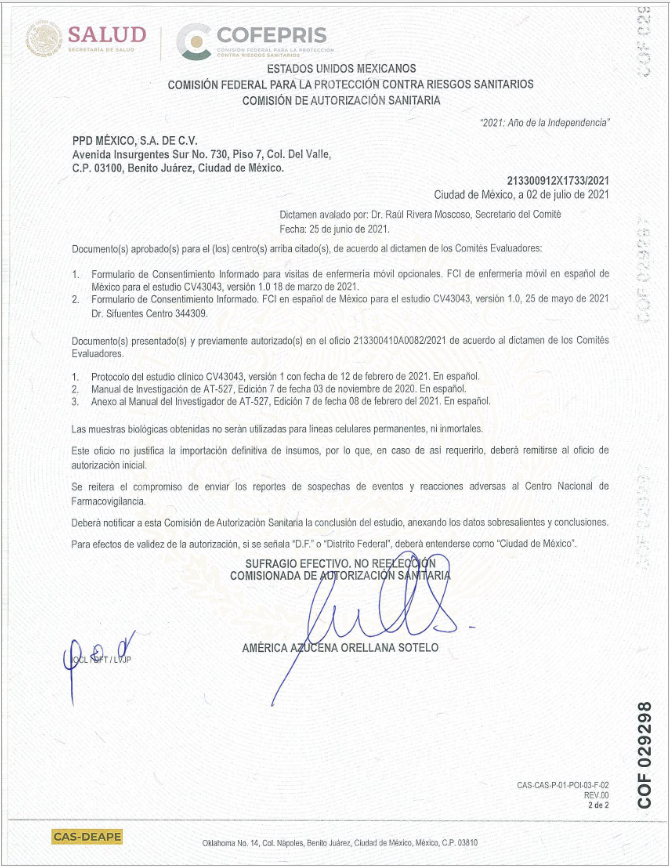 SALUD
SECRETARÍA DE SALUD
COFEPRIS
COMISIÓN FEDERAL PARA LA PROTECCIÓN
CONTRA RIESGOS SANITARIOS
ESTADOS UNIDOS MEXICANOS
COMISIÓN FEDERAL PARA LA PROTECCIÓN CONTRA RIESGOS SANITARIOS
COMISIÓN DE AUTORIZACIÓN SANITARIA
"2021: Año de la Independencia"
PPD MÉXICO, S.A. DE C.V.
Avenida Insurgentes Sur No. 730, Piso 7, Col. Del Valle,
C.P. 03100, Benito Juárez, Ciudad de México.
213300912X1733/2021
Ciudad de México, a 02 de julio de 2021
Dictamen avalado por: Dr. Raúl Rivera Moscoso, Secretario del Comité
Fecha: 25 de junio de 2021.
Documento(s) aprobado(s) para el (los) centro(s) arriba citado(s), de acuerdo al dictamen de los Comités Evaluadores:
1. Formulario de Consentimiento Informado para visitas de enfermería móvil opcionales. FCI de enfermería móvil en español de
México para el estudio CV43043, versión 1.0 18 de marzo de 2021.
2. Formulario de Consentimiento Informado. FCI en español de México para el estudio CV43043, versión 1.0, 25 de mayo de 2021
Dr. Sifuentes Centro 344309.
Documento(s) presentado(s) y previamente autorizado(s) en el oficio 213300410A0082/2021 de acuerdo al dictamen de los Comités
Evaluadores.
1. Protocolo del estudio clínico CV43043, versión 1 con fecha de 12 de febrero de 2021. En español.
2. Manual de Investigación de AT-527, Edición 7 de fecha 03 de noviembre de 2020. En español.
3. Anexo al Manual del Investigador de AT-527, Edición 7 de fecha 08 de febrero del 2021. En español.
Las muestras biológicas obtenidas no serán utilizadas para líneas celulares permanentes, ni inmortales.
Este oficio no justifica la importación definitiva de insumos, por lo que, en caso de así requerirlo, deberá remitirse al oficio de
autorización inicial.
Se reitera el compromiso de enviar los reportes de sospechas de eventos y reacciones adversas al Centro Nacional de
Farmacovigilancia.
Deberá notificar a esta Comisión de Autorización Sanitaria la conclusión del estudio, anexando los datos sobresalientes y conclusiones.
Para efectos de validez de la autorización, si se señala "D.F." o "Distrito Federal", deberá entenderse como "Ciudad de México".
SUFRAGIO EFECTIVO. NO REELECCIÓN
COMISIONADA DE AUTORIZACIÓN SANITARIA
AMÉRICA AZUCENA ORELLANA SOTELO
COF 029298
CAS-CAS-P-01-POI-03-F-02
REV.00
2 de 2
CAS-DEAPE
Oklahoma No. 14, Col. Nápoles, Benito Juárez, Ciudad de México, México, C.P. 03810